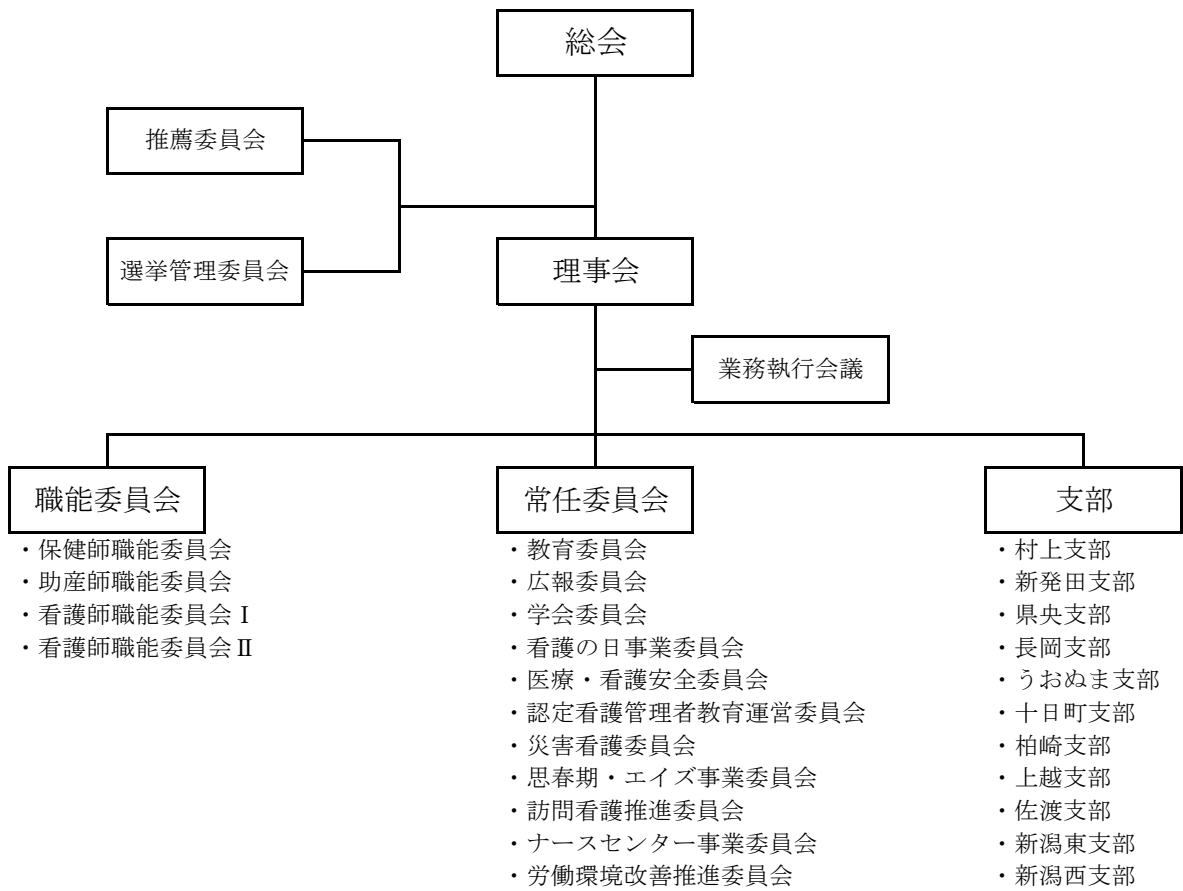 総会
推薦委員会
選挙管理委員会
理事会
業務執行会議
職能委員会
・保健師職能委員会
・助産師職能委員会
・看護師職能委員会Ⅰ
・看護師職能委員会Ⅱ
常任委員会
・教育委員会
・広報委員会
・学会委員会
・看護の日事業委員会
・医療・看護安全委員会
・認定看護管理者教育運営委員会
・災害看護委員会
・思春期・エイズ事業委員会
・訪問看護推進委員会
・ナースセンター事業委員会
・労働環境改善推進委員会
支部
・村上支部
・新発田支部
・県央支部
・長岡支部
・うおぬま支部
・十日町支部
・柏崎支部
・上越支部
・佐渡支部
・新潟東支部
・新潟西支部